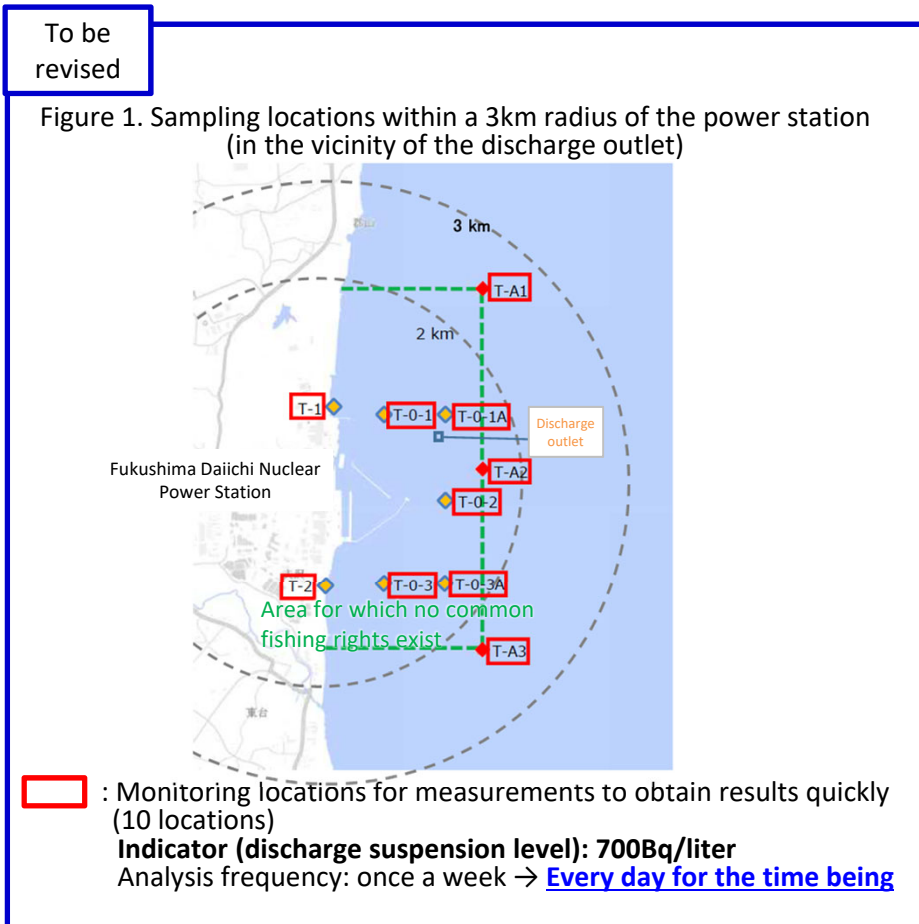 To be
revised
Figure 1. Sampling locations within a 3km radius of the power station
(in the vicinity of the discharge outlet)
3 km
T-A1
2 km
T-1
T-0-1
T-0-1A
Discharge
outlet
Fukushima Daiichi Nuclear
Power Station
T-A2
T-0-2
T-2
T-0-3
T-0-3A
Area for which no common
fishing rights exist
T-A3
: Monitoring locations for measurements to obtain results quickly
(10 locations)
Indicator (discharge suspension level): 700Bq/liter
Analysis frequency: once a week → Every day for the time being